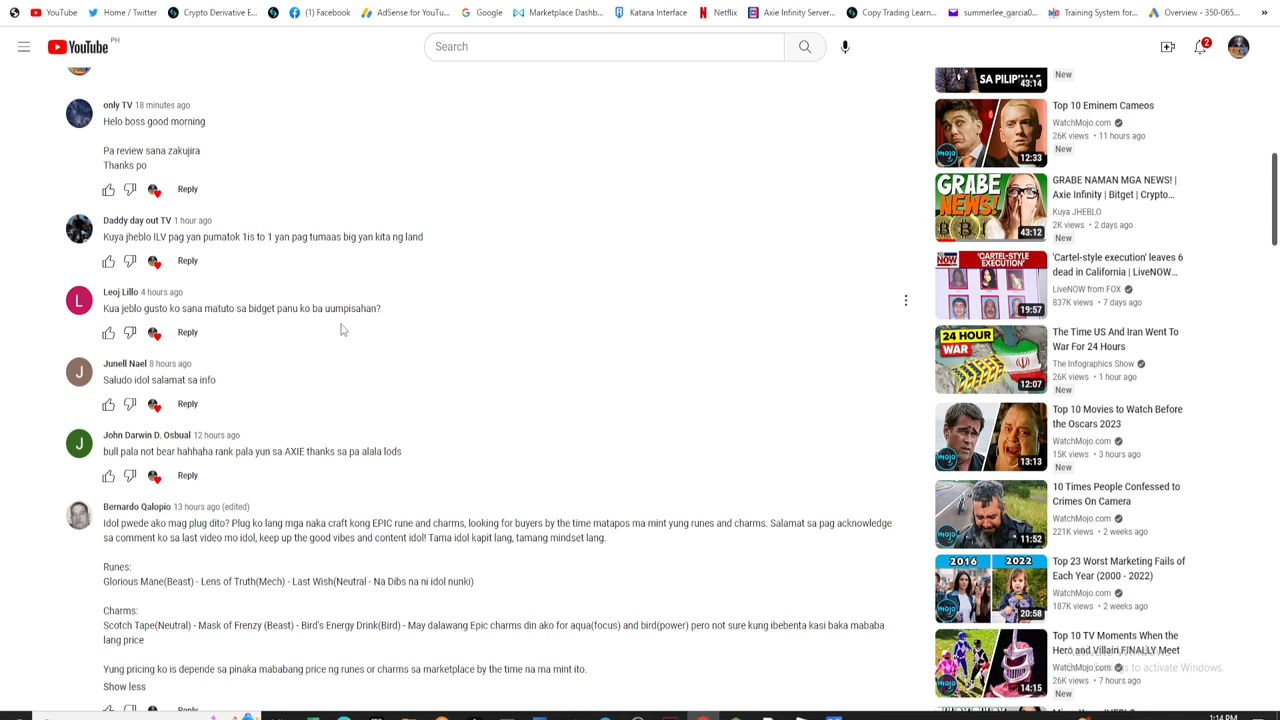 YouTube
Home / Twitter
Crypto Derivative E...
(1) Facebook
AdSense for YouTu...
Google
Marketplace Dashb...
Katana Interface
Netflix
Axie Infinity Server...
Copy Trading Learn...
summerlee_garcia0...
Training System for...
Overview - 350-065...
»
YouTube PH
Search
2
only TV 18 minutes ago
Helo boss good morning
Pa review sana zakujira
Thanks po
Reply
Daddy day out TV 1 hour ago
Kuya jheblo ILV pag yan pumatok 1is to 1 yan pag tumaas big yan kita ng land
Reply
L
Leoj Lillo 4 hours ago
Kua jeblo gusto ko sana matuto sa bidget panu ko ba uumpisahan?
Reply
J
Junell Nael 8 hours ago
Saludo idol salamat sa info
Reply
J
John Darwin D. Osbual 12 hours ago
bull pala not bear hahhaha rank pala yun sa AXIE thanks sa pa alala lods
Reply
Bernardo Qalopio 13 hours ago (edited)
Idol pwede ako mag plug dito? Plug ko lang mga naka craft kong EPIC rune and charms, looking for buyers by the time matapos ma mint yung runes and charms. Salamat sa pag acknowledge
sa comment ko sa last video mo idol, keep up the good vibes and content idol! Tama idol kapit lang, tamang mindset lang.
Runes:
Glorious Mane(Beast) - Lens of Truth(Mech) - Last Wish(Neutral - Na Dibs na ni idol nunki)
Charms:
Scotch Tape(Neutral) - Mask of Frenzy (Beast) - Bird's Energy Drink(Bird) - May dalawang Epic charms din ako for aqua(focus) and bird(power) pero not sure kung ibebenta kasi baka mababa
lang price
Yung pricing ko is depende sa pinaka mababang price ng runes or charms sa marketplace by the time na ma mint ito.
Show less
Reply
SA PILIPINAS
43:14
New
mojo
12:33
Top 10 Eminem Cameos
WatchMojo.com
26K views • 11 hours ago
New
GRABE
NEWS!
43:12
GRABE NAMAN MGA NEWS! |
Axie Infinity | Bitget | Crypto...
Kuya JHEBLO
2K views • 2 days ago
New
NOW
'CARTEL-STYLE
EXECUTION'
19:57
'Cartel-style execution' leaves 6
dead in California | LiveNOW...
LiveNOW from FOX
837K views • 7 days ago
24 HOUR
WAR
12:07
The Time US And Iran Went To
War For 24 Hours
The Infographics Show
26K views • 1 hour ago
New
mojo
13:13
Top 10 Movies to Watch Before
the Oscars 2023
WatchMojo.com
15K views • 3 hours ago
New
mojo
11:52
10 Times People Confessed to
Crimes On Camera
WatchMojo.com
221K views • 2 weeks ago
2016
2022
mojo
20:58
Top 23 Worst Marketing Fails of
Each Year (2000 - 2022)
WatchMojo.com
187K views • 2 weeks ago
mojo
14:15
Top 10 TV Moments When the
Hero and Villain FINALLY Meet
WatchMojo.com
26K views • 7 hours ago
New
Activate Windows
to activate Windows.
1:14 PM